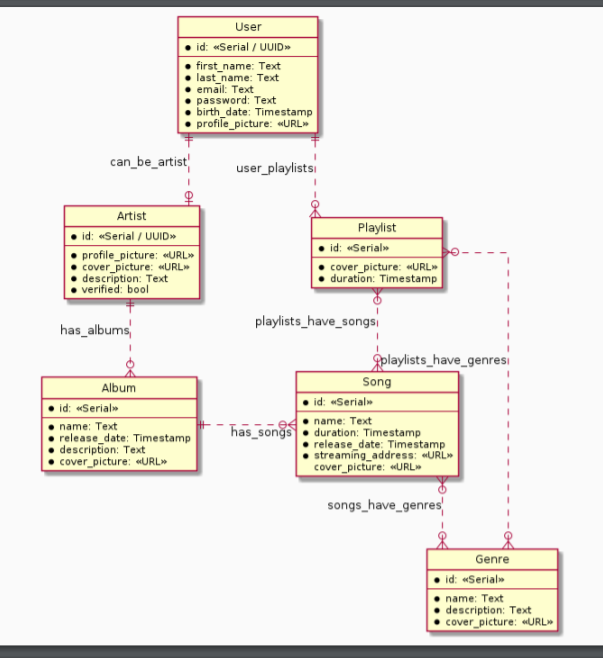 User
id: «Serial / UUID»
first_name: Text
last_name: Text
email: Text
password: Text
birth_date: Timestamp
profile_picture: «URL»
can_be_artist
user_playlists
Artist
id: «Serial / UUID»
profile_picture: «URL»
cover_picture: «URL»
description: Text
verified: bool
Playlist
id: «Serial»
cover_picture: «URL»
duration: Timestamp
has_albums
playlists_have_songs
playlists_have_genres
Album
id: «Serial»
name: Text
release_date: Timestamp
description: Text
cover_picture: «URL»
has_songs
Song
id: «Serial»
name: Text
duration: Timestamp
release_date: Timestamp
streaming_address: «URL»
cover_picture: «URL»
songs_have_genres
Genre
id: «Serial»
name: Text
description: Text
cover_picture: «URL»